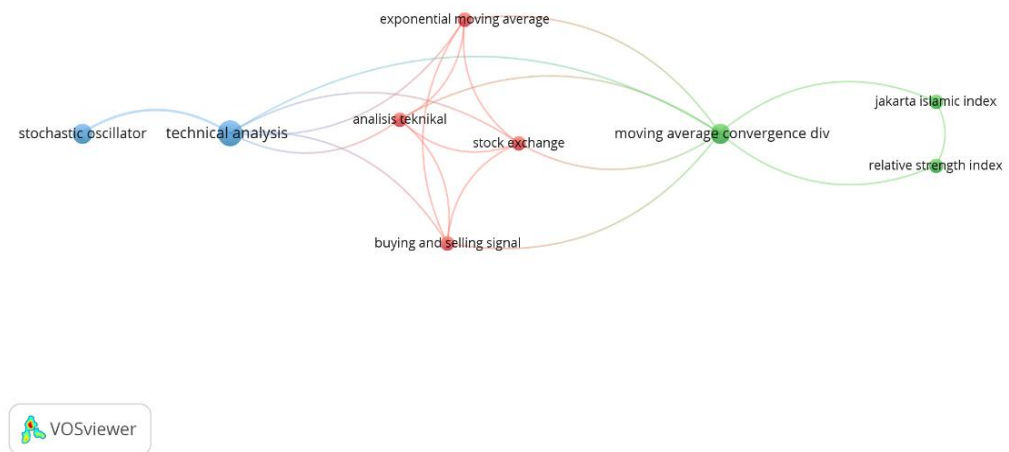 exponential moving average
jakarta islamic index
analisis teknikal
stochastic oscillator
technical analysis
stock exchange
moving average convergence div
relative strength index
buying and selling signal
VOSviewer